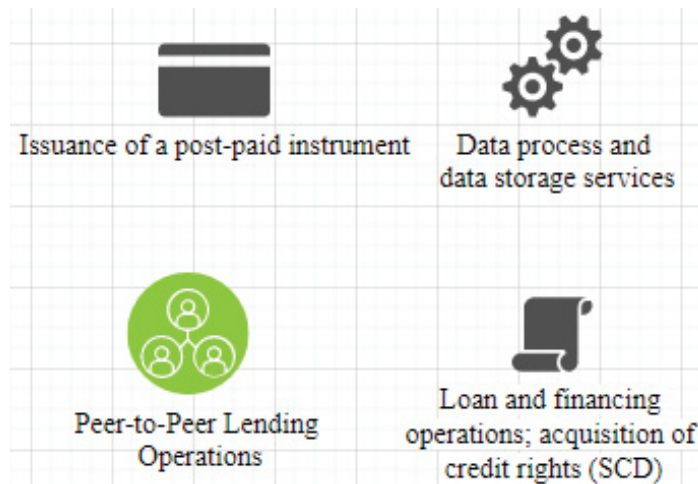 Issuance of a post-paid instrument
Data process and
data storage services
Peer-to-Peer Lending
Operations
Loan and financing
operations; acquisition of
credit rights (SCD)